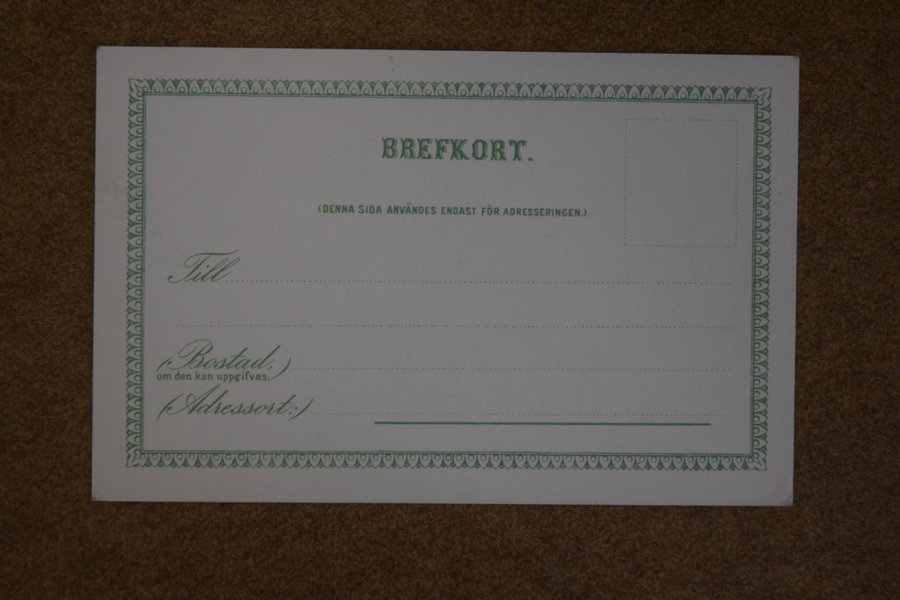 BREFKORT.
(DENNA SIDA ANVÄNDES ENDAST FÖR ADRESSERINGEN.)
Till
(Bostad,)
om den kan uppgifvas:
(Adressort:)